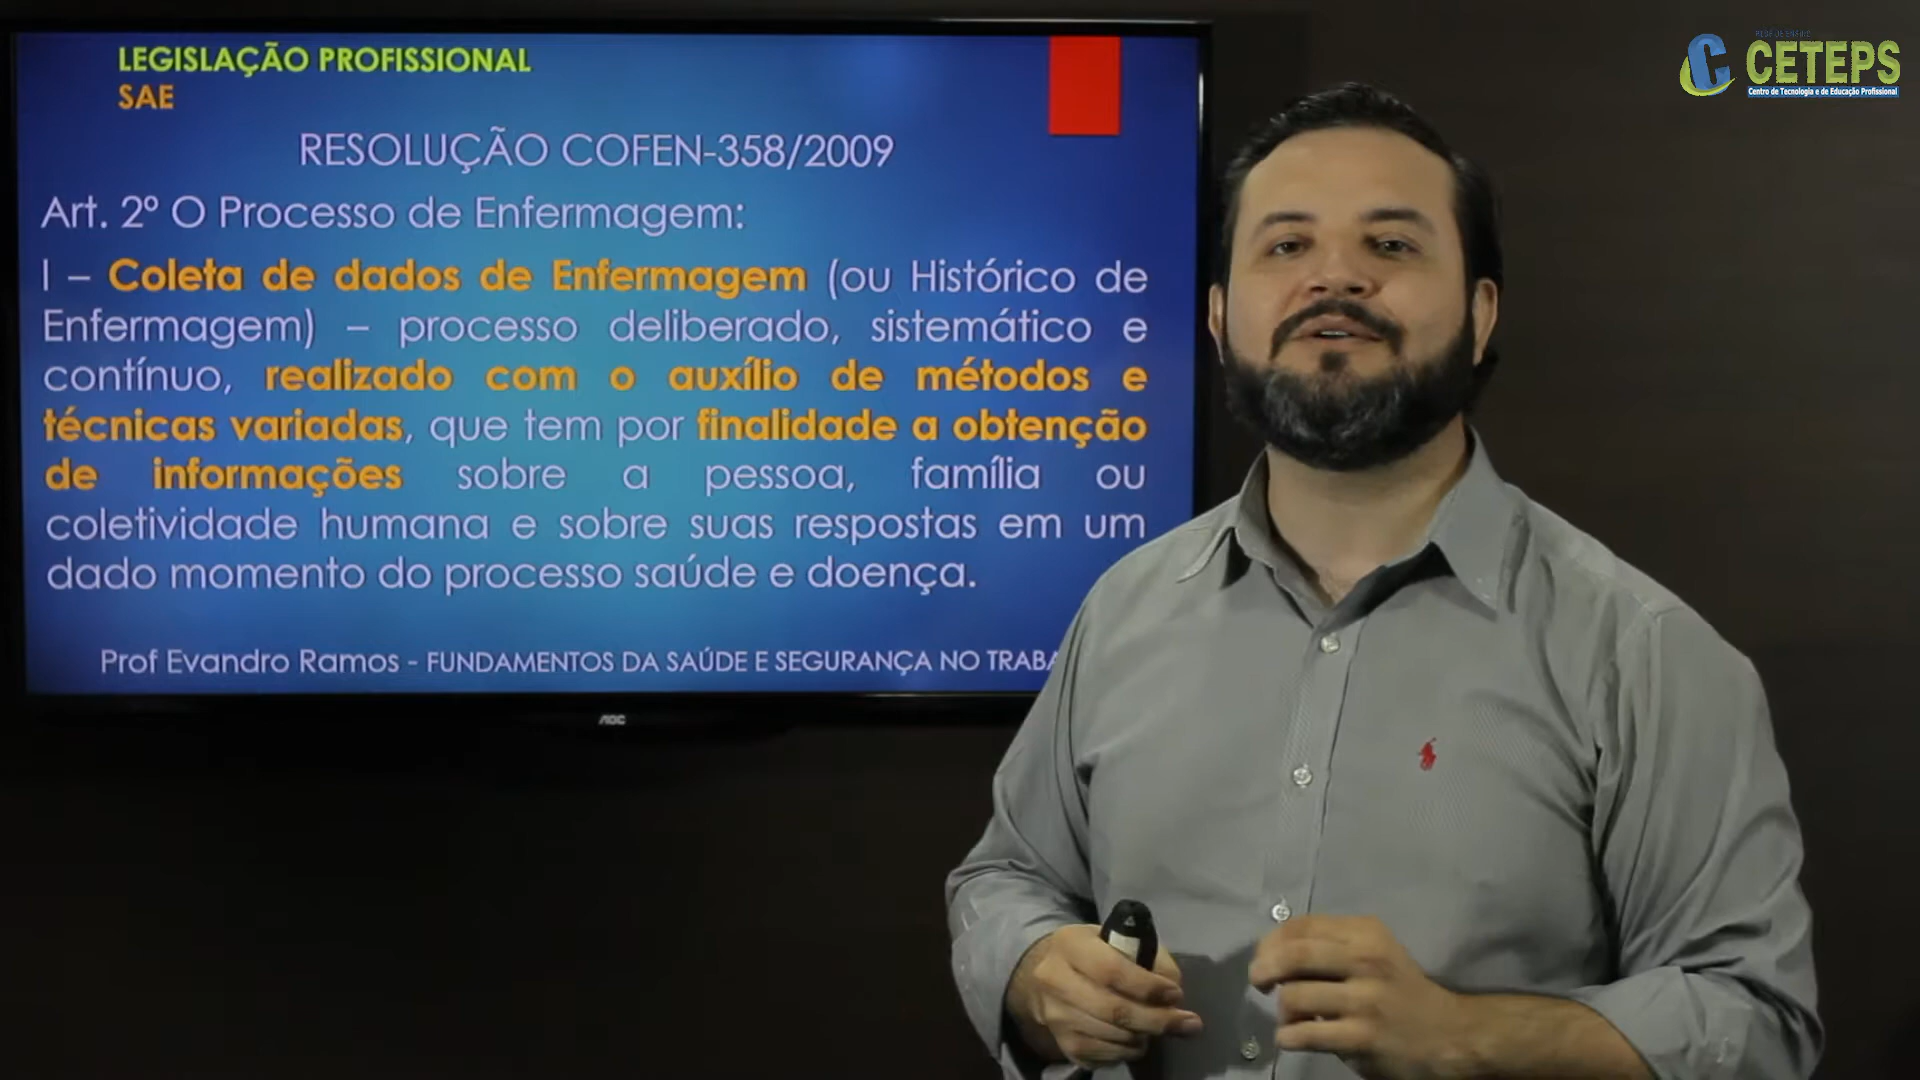 LEGISLAÇÃO PROFISSIONAL
SAE
RESOLUÇÃO COFEN-358/2009
Art. 2º O Processo de Enfermagem:
I – Coleta de dados de Enfermagem (ou Histórico de
Enfermagem) – processo deliberado, sistemático e
contínuo, realizado com o auxílio de métodos e
técnicas variadas, que tem por finalidade a obtenção
de informações sobre a pessoa, família ou
coletividade humana e sobre suas respostas em um
dado momento do processo saúde e doença.
Prof Evandro Ramos - FUNDAMENTOS DA SAÚDE E SEGURANÇA NO TRABA
AOC
REDE DE ENSINO
CETEPS
Centro de Tecnologia e de Educação Profissional